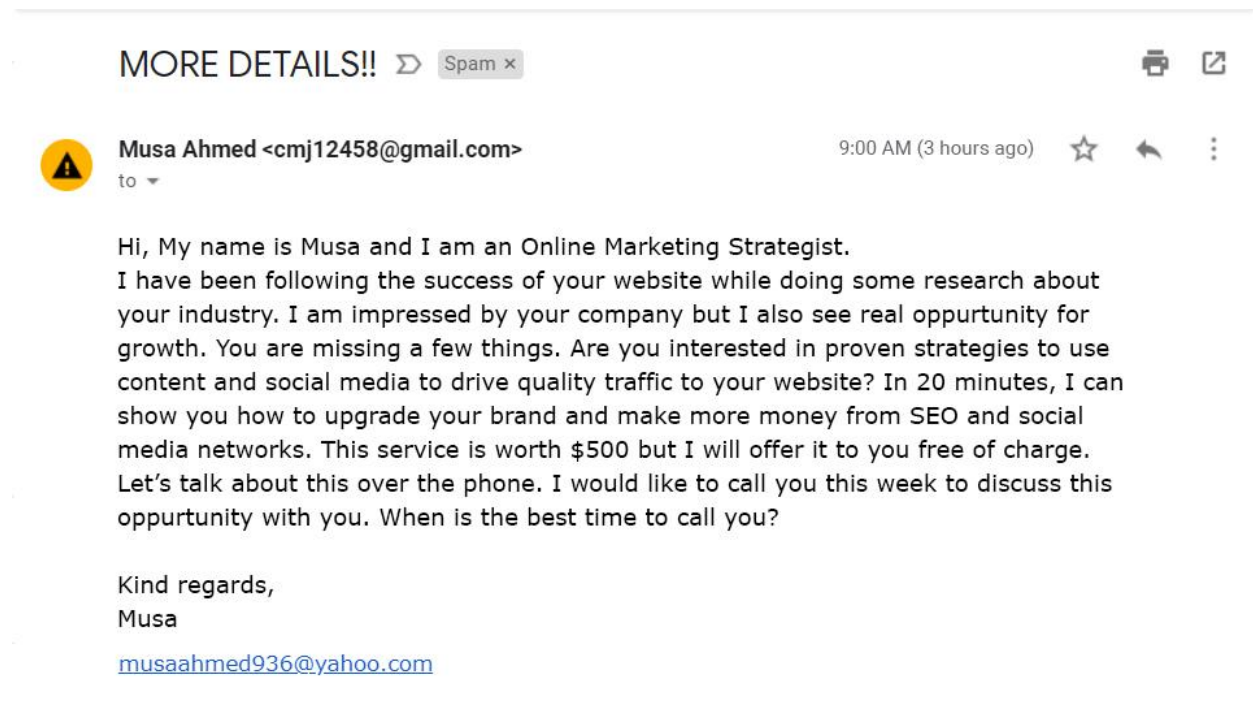 MORE DETAILS!! Spam ×
Musa Ahmed <cmj12458@gmail.com> 9:00 AM (3 hours ago)
to
Hi, My name is Musa and I am an Online Marketing Strategist.
I have been following the success of your website while doing some research about
your industry. I am impressed by your company but I also see real oppurtunity for
growth. You are missing a few things. Are you interested in proven strategies to use
content and social media to drive quality traffic to your website? In 20 minutes, I can
show you how to upgrade your brand and make more money from SEO and social
media networks. This service is worth $500 but I will offer it to you free of charge.
Let’s talk about this over the phone. I would like to call you this week to discuss this
oppurtunity with you. When is the best time to call you?
Kind regards,
Musa
musaahmed936@yahoo.com